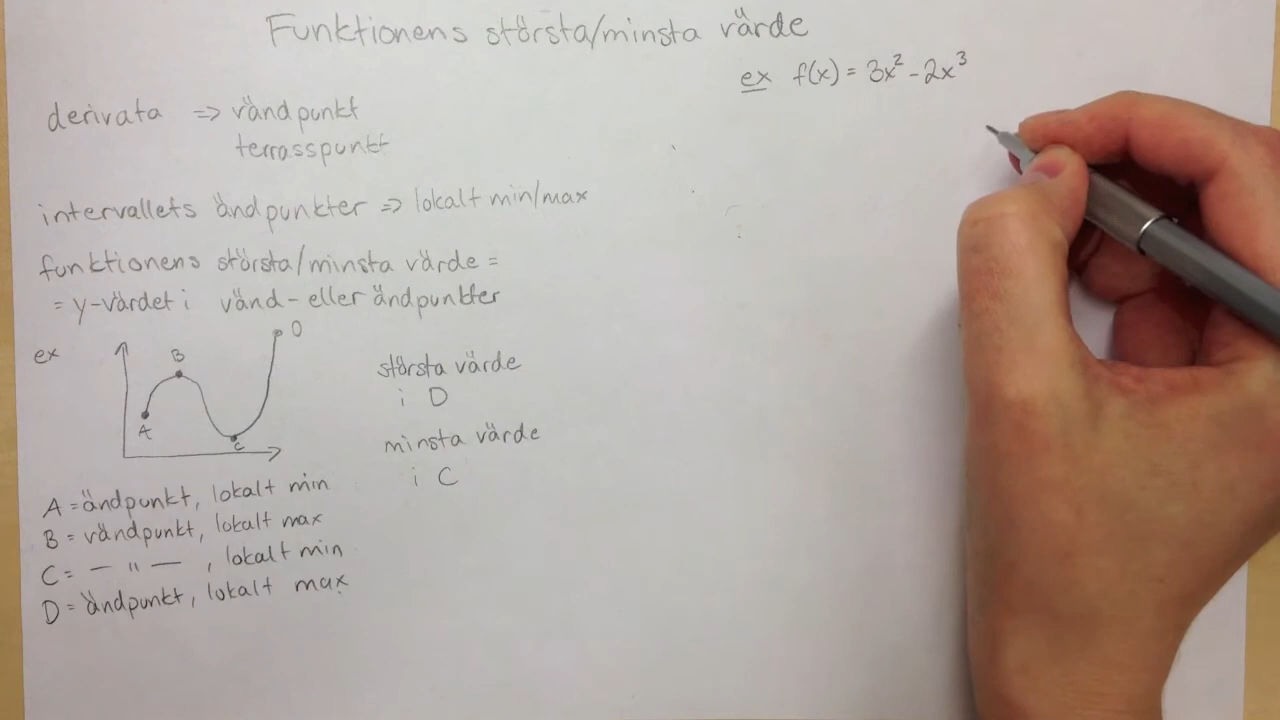 Funktionens största/minsta värde
ex f(x) = 3x² - 2x³
derivata => vändpunkt
terrasspunkt
intervallets ändpunkter => lokalt min/max
funktionens största/minsta värde =
= y-värdet i vänd- eller ändpunkter
ex
A
B
C
D
största värde
i D
minsta värde
i C
A = ändpunkt, lokalt min
B = vändpunkt, lokalt max
C = — " — , lokalt min
D = ändpunkt, lokalt max